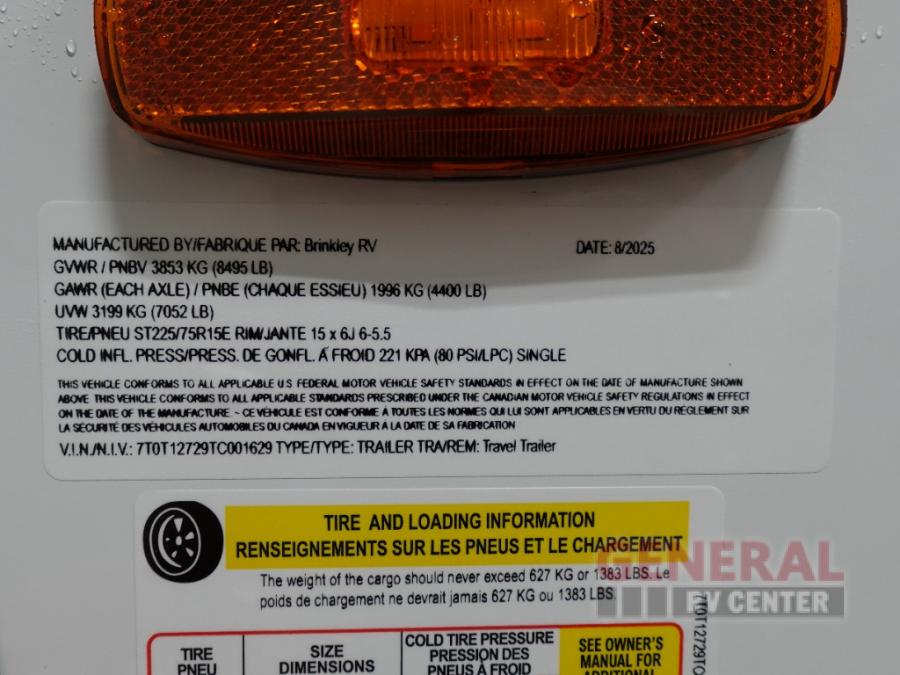 MANUFACTURED BY/FABRIQUE PAR: Brinkley RV DATE: 8/2025
GVWR / PNBV 3853 KG (8495 LB)
GAWR (EACH AXLE) / PNBE (CHAQUE ESSIEU) 1996 KG (4400 LB)
UVW 3199 KG (7052 LB)
TIRE/PNEU ST225/75R15E RIM/JANTE 15 x 6J 6-5.5
COLD INFL. PRESS/PRESS. DE GONFL. À FROID 221 KPA (80 PSI/LPC) SINGLE
THIS VEHICLE CONFORMS TO ALL APPLICABLE U.S FEDERAL MOTOR VEHICLE SAFETY STANDARDS IN EFFECT ON THE DATE OF MANUFACTURE SHOWN
ABOVE THIS VEHICLE CONFORMS TO ALL APPLICABLE STANDARDS PRESCRIBED UNDER THE CANADIAN MOTOR VEHICLE SAFETY REGULATIONS IN EFFECT
ON THE DATE OF THE MANUFACTURE ~ CE VÉHICULE EST CONFORME À TOUTES LES NORMES QUI LUI SONT APPLICABLES EN VERTU DU RÈGLEMENT SUR
LA SÉCURITÉ DES VÉHICULES AUTOMOBILES DU CANADA EN VIGUEUR À LA DATE DE SA FABRICATION
V.I.N./N.I.V.: 7T0T12729TC001629 TYPE/TYPE: TRAILER TRA/REM: Travel Trailer
TIRE AND LOADING INFORMATION
RENSEIGNEMENTS SUR LES PNEUS ET LE CHARGEMENT
The weight of the cargo should never exceed 627 KG or 1383 LBS. Le
poids de chargement ne devrait jamais 627 KG ou 1383 LBS.
GENERAL
RV CENTER
7T0T12729TC
TIRE
PNEU
SIZE
DIMENSIONS
COLD TIRE PRESSURE
PRESSION DES
PNEUS À FROID
SEE OWNER'S
MANUAL FOR
ADDITIONAL